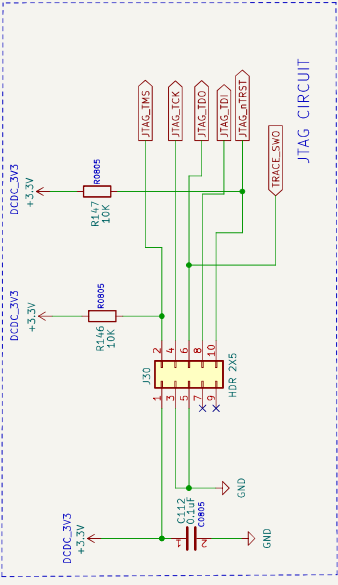 JTAG CIRCUIT
JTAG_TMS
JTAG_TCK
JTAG_TDO
JTAG_TDI
JTAG_nTRST
TRACE_SWO
DCDC_3V3
+3.3V
R0805
R147
10K
DCDC_3V3
+3.3V
R0805
R146
10K
2
4
6
8
10
J30
HDR 2X5
1
3
5
7
9
GND
DCDC_3V3
+3.3V
C112
0.1uF
C0805
1
2
GND